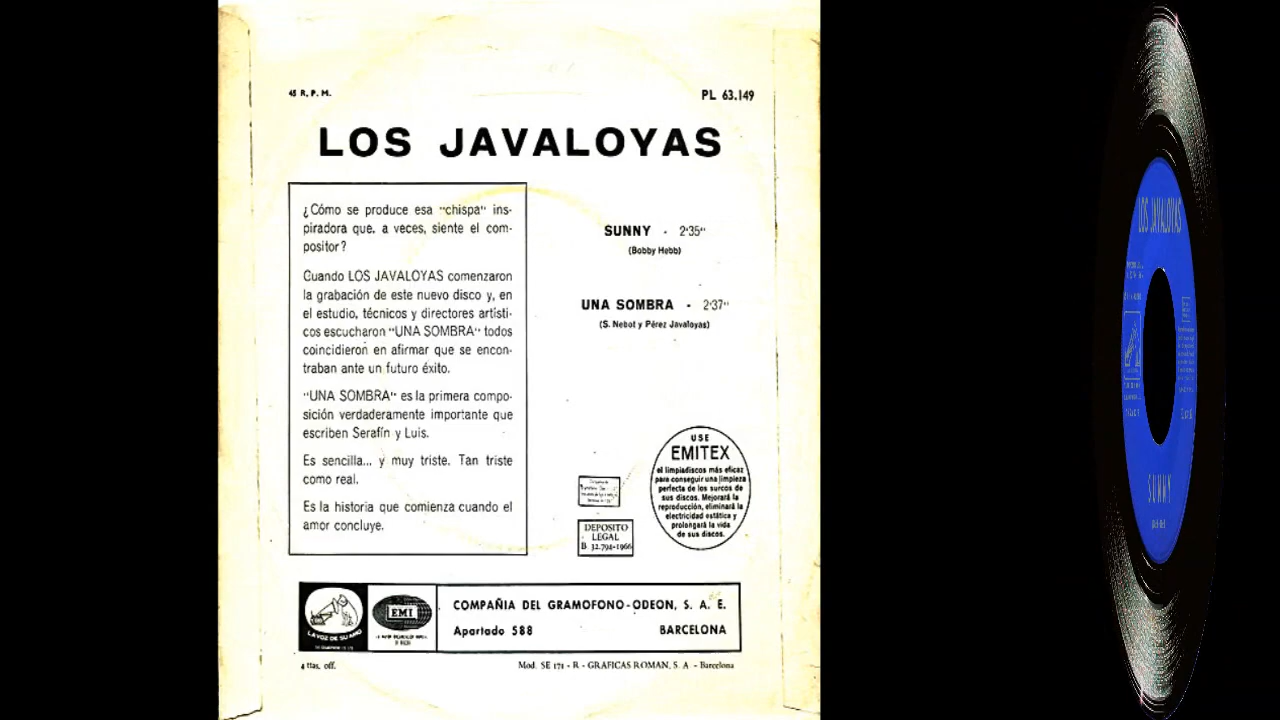 45 R. P. M.
PL 63.149
LOS JAVALOYAS
¿Cómo se produce esa "chispa" ins-
piradora que, a veces, siente el com-
positor?
Cuando LOS JAVALOYAS comenzaron
la grabación de este nuevo disco y, en
el estudio, técnicos y directores artísti-
cos escucharon "UNA SOMBRA" todos
coincidieron en afirmar que se encon-
traban ante un futuro éxito.
"UNA SOMBRA" es la primera compo-
sición verdaderamente importante que
escriben Serafín y Luis.
Es sencilla... y muy triste. Tan triste
como real.
Es la historia que comienza cuando el
amor concluye.
SUNNY - 2'35"
(Bobby Hebb)
UNA SOMBRA - 2'37"
(S. Nebot y Pérez Javaloyas)
USE
EMITEX
el limpiadiscos más eficaz
para conseguir una limpieza
perfecta de los surcos de
sus discos. Mejorará la
reproducción, eliminará la
electricidad estática y
prolongará la vida
de sus discos.
DEPOSITO
LEGAL
B. 32.794-1966
LA VOZ DE SU AMO
EMI
COMPAÑIA DEL GRAMOFONO-ODEON, S. A. E.
Apartado 588 BARCELONA
4 ttas. off.
Mod. SE 171 - R - GRAFICAS ROMAN, S. A - Barcelona
LOS JAVALOYAS
SUNNY